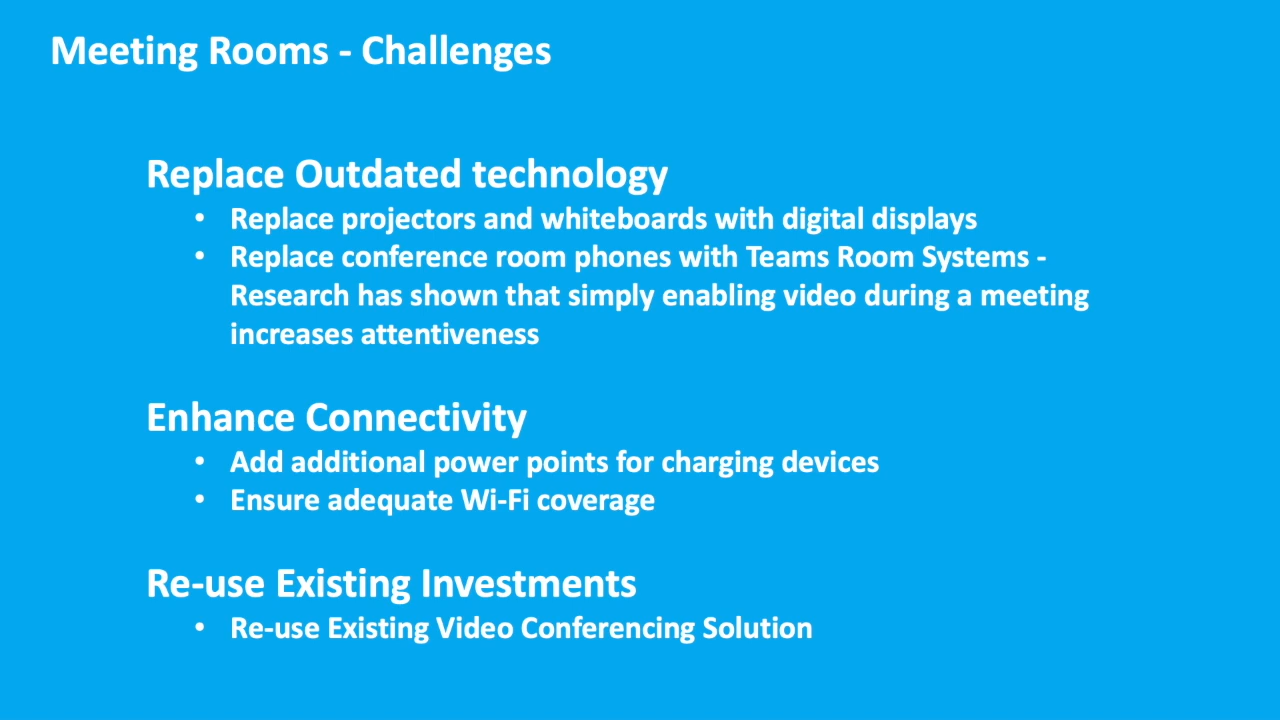 Meeting Rooms - Challenges
Replace Outdated technology
• Replace projectors and whiteboards with digital displays
• Replace conference room phones with Teams Room Systems -
Research has shown that simply enabling video during a meeting
increases attentiveness
Enhance Connectivity
• Add additional power points for charging devices
• Ensure adequate Wi-Fi coverage
Re-use Existing Investments
• Re-use Existing Video Conferencing Solution